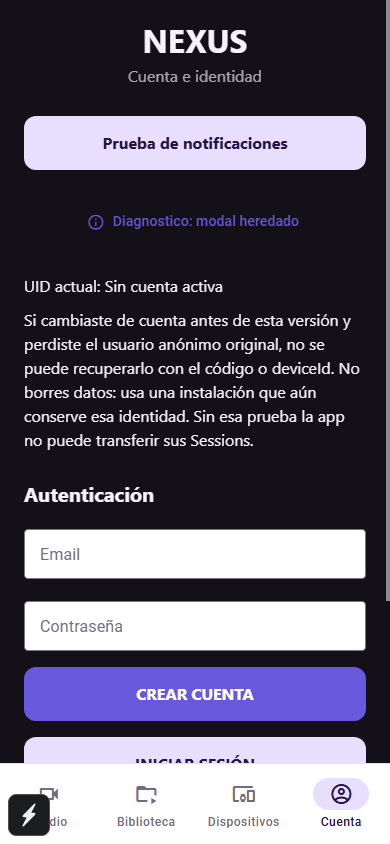 NEXUS
Cuenta e identidad
Prueba de notificaciones
Diagnostico: modal heredado
UID actual: Sin cuenta activa
Si cambiaste de cuenta antes de esta versión y
perdiste el usuario anónimo original, no se
puede recuperarlo con el código o deviceId. No
borres datos: usa una instalación que aún
conserve esa identidad. Sin esa prueba la app
no puede transferir sus Sessions.
Autenticación
Email
Contraseña
CREAR CUENTA
INICIAR SESIÓN
dio
Biblioteca
Dispositivos
Cuenta